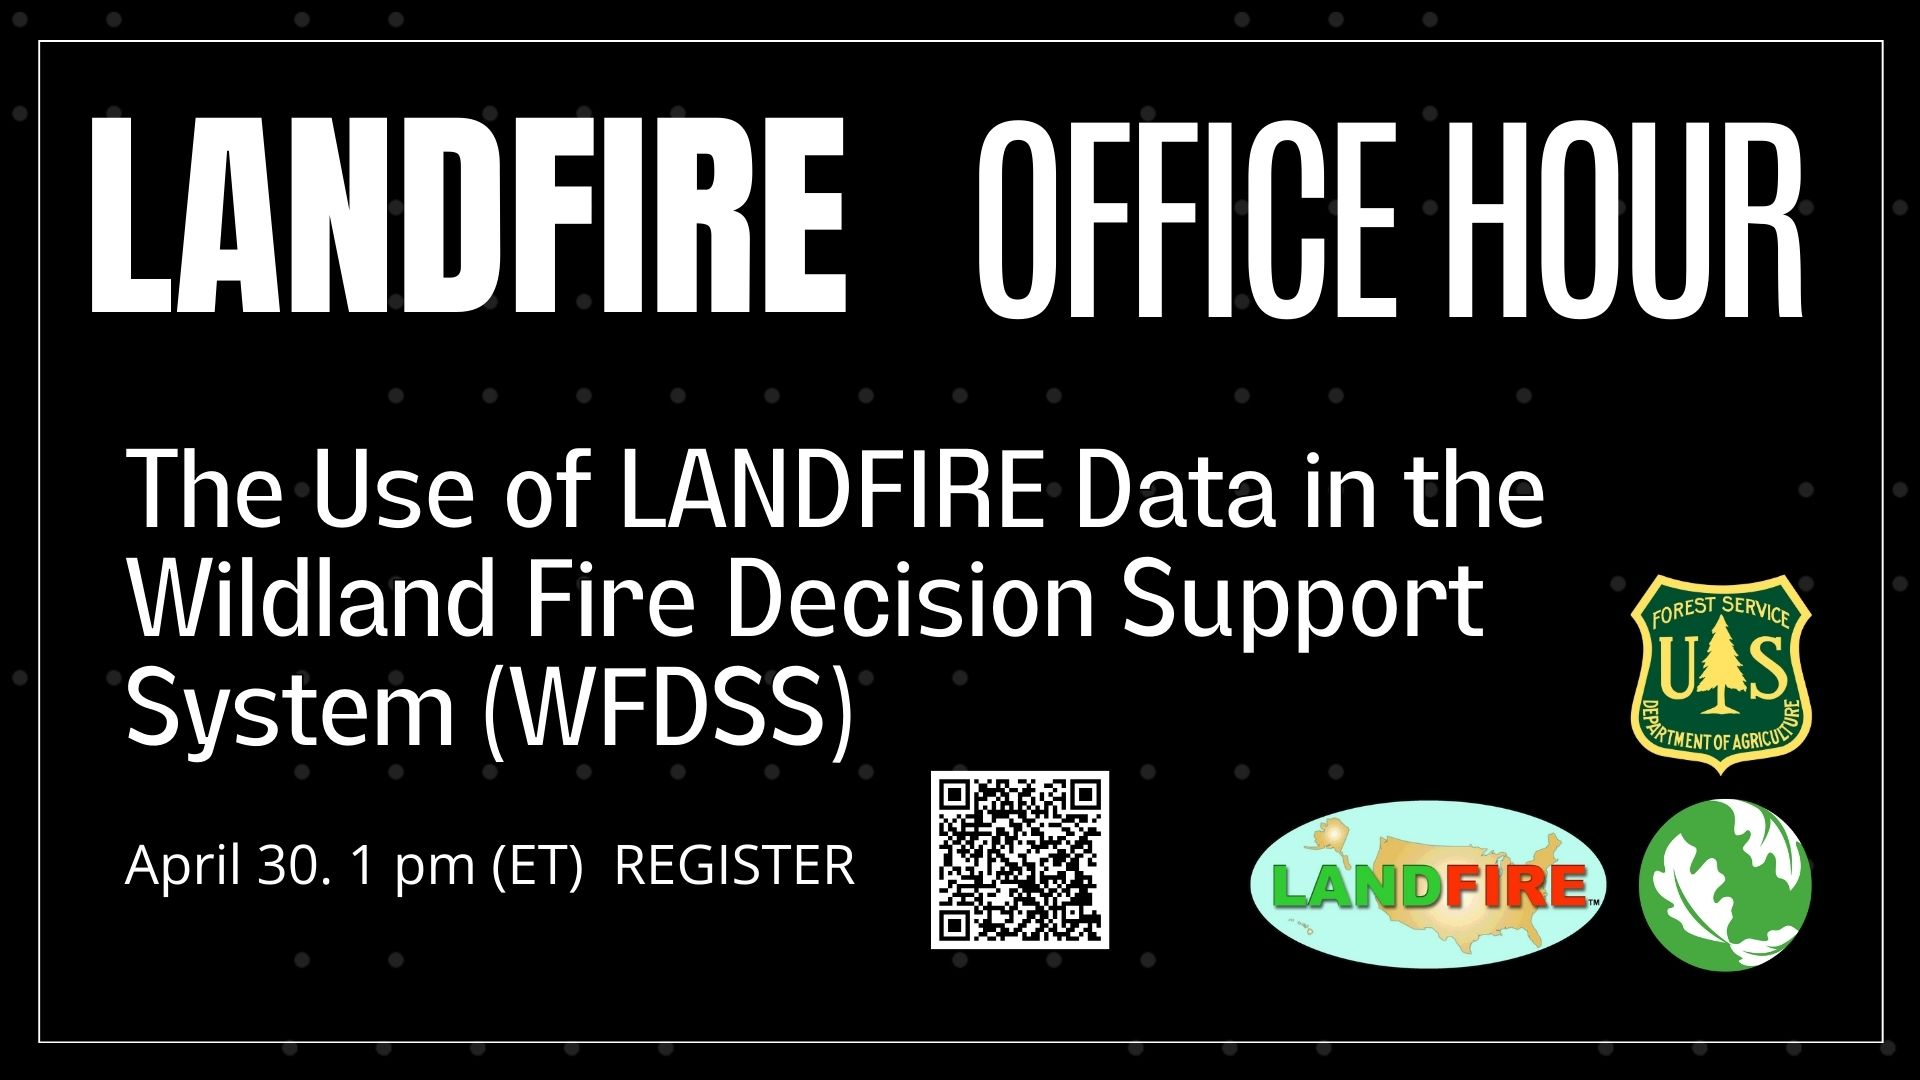 LANDFIRE OFFICE HOUR
The Use of LANDFIRE Data in the
Wildland Fire Decision Support
System (WFDSS)
April 30. 1 pm (ET) REGISTER
FOREST SERVICE
U S
DEPARTMENT OF AGRICULTURE
LANDFIRE™